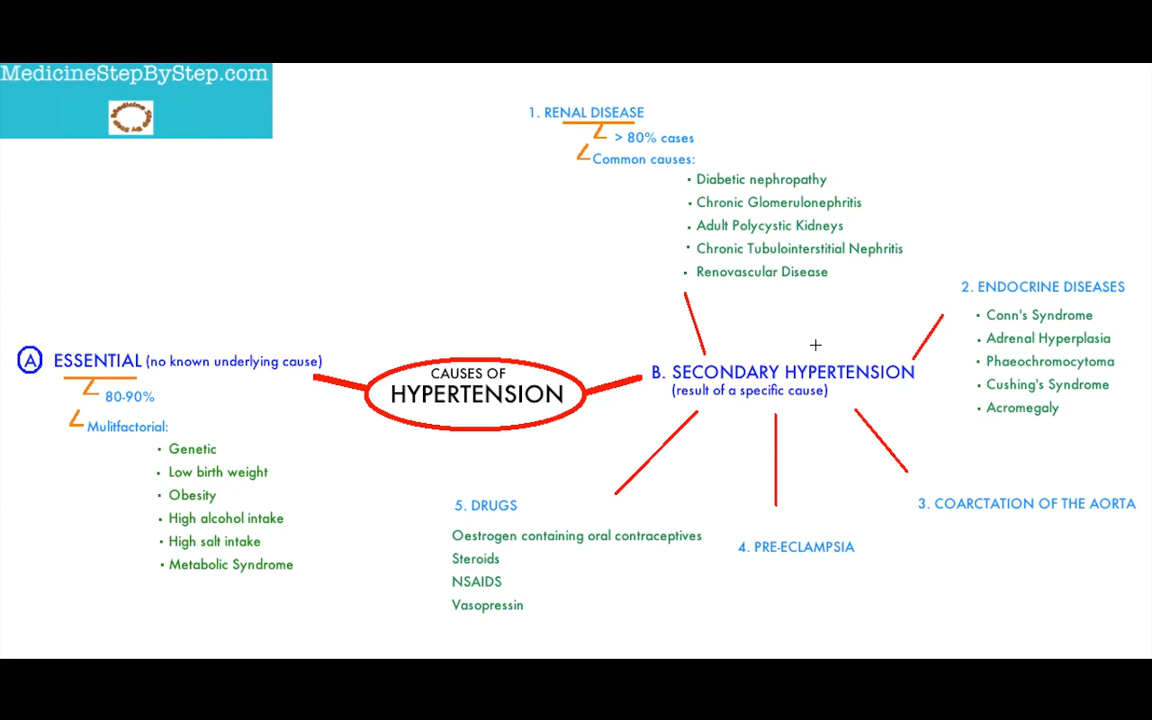 MedicineStepByStep.com
1. RENAL DISEASE
> 80% cases
Common causes:
• Diabetic nephropathy
• Chronic Glomerulonephritis
• Adult Polycystic Kidneys
• Chronic Tubulointerstitial Nephritis
• Renovascular Disease
2. ENDOCRINE DISEASES
• Conn's Syndrome
• Adrenal Hyperplasia
• Phaeochromocytoma
• Cushing's Syndrome
• Acromegaly
A ESSENTIAL (no known underlying cause)
80-90%
Mulitfactorial:
• Genetic
• Low birth weight
• Obesity
• High alcohol intake
• High salt intake
• Metabolic Syndrome
CAUSES OF
HYPERTENSION
B. SECONDARY HYPERTENSION
(result of a specific cause)
3. COARCTATION OF THE AORTA
4. PRE-ECLAMPSIA
5. DRUGS
Oestrogen containing oral contraceptives
Steroids
NSAIDS
Vasopressin